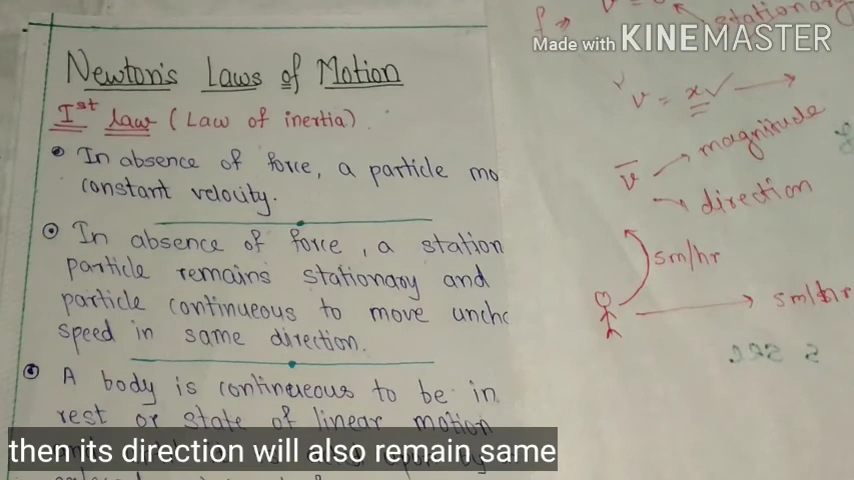 Newton's Laws of Motion
Ist law (Law of inertia)
In absence of force, a particle mo
constant velocity.
In absence of force, a station
particle remains stationary and
particle continueous to move uncha
speed in same direction.
A body is continueous to be in
rest or state of linear motion
then its direction will also remain same
stationary
Made with KINEMASTER
v = x
v
magnitude
direction
5m/hr
5m/hr